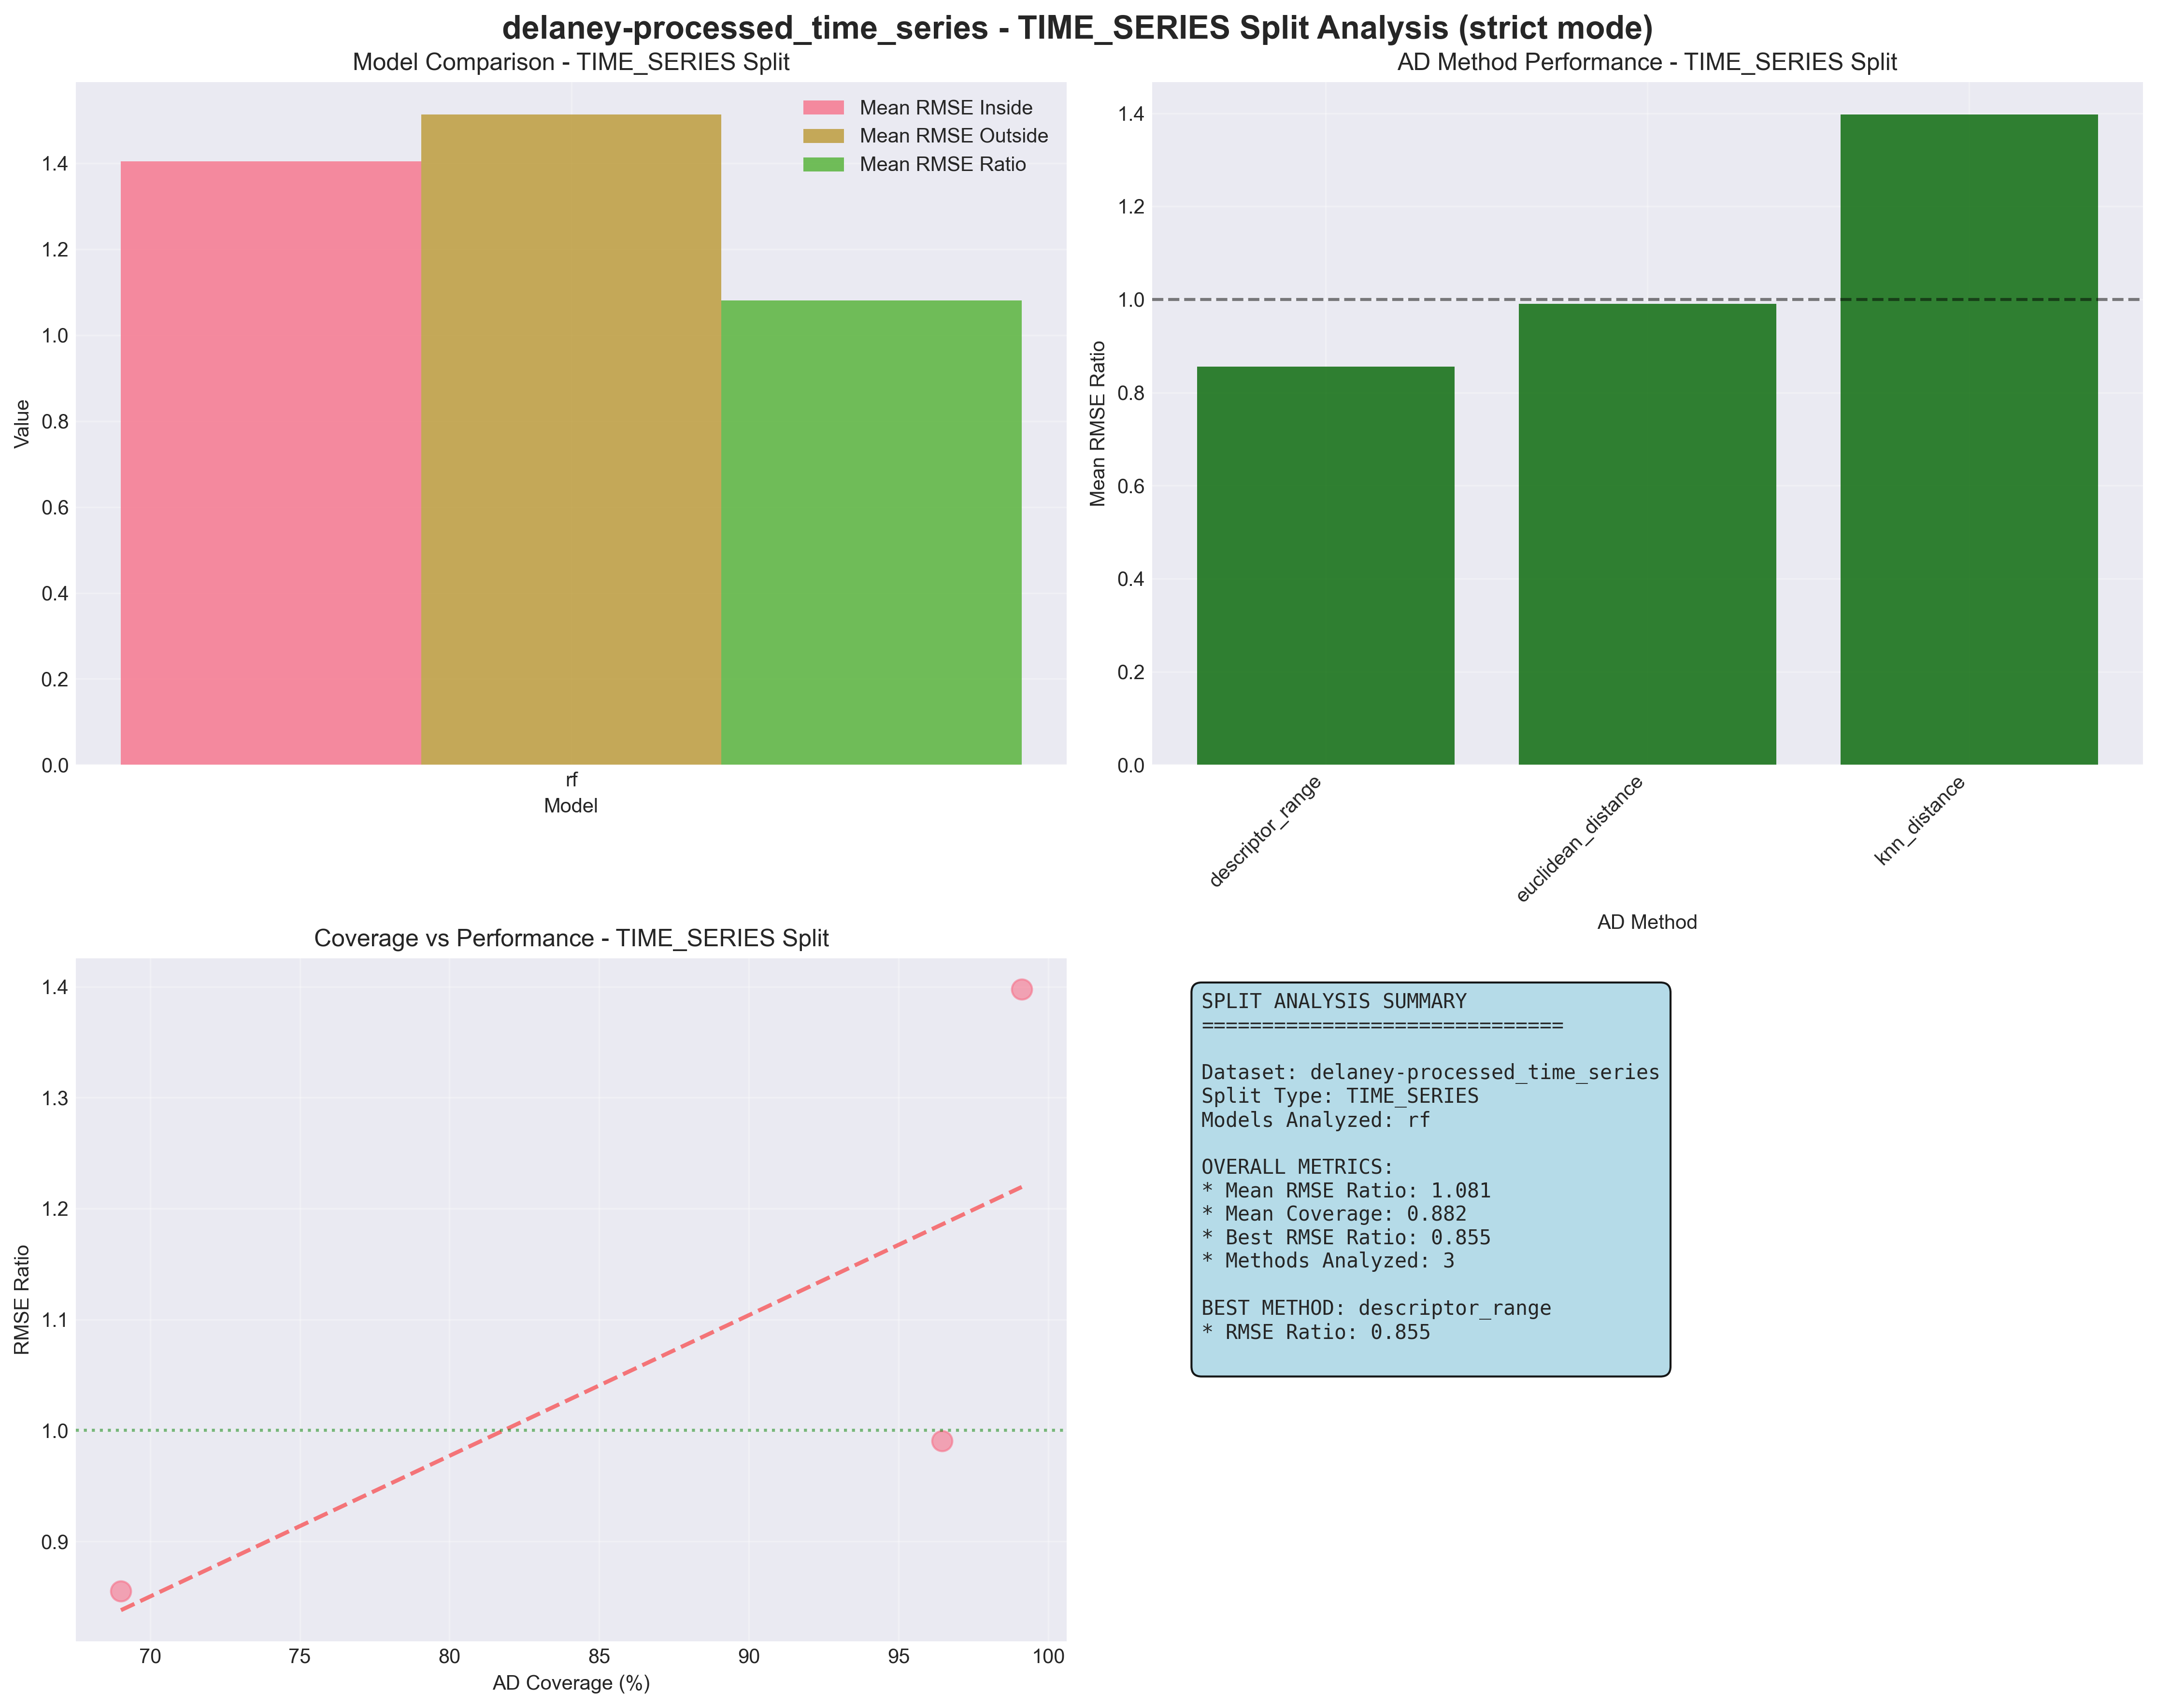 delaney-processed_time_series - TIME_SERIES Split Analysis (strict mode)
Model Comparison - TIME_SERIES Split
Mean RMSE Inside
Mean RMSE Outside
Mean RMSE Ratio
1.4
1.2
1.0
0.8
0.6
0.4
0.2
0.0
Value
rf
Model
AD Method Performance - TIME_SERIES Split
1.4
1.2
1.0
0.8
0.6
0.4
0.2
0.0
Mean RMSE Ratio
descriptor_range
euclidean_distance
knn_distance
AD Method
Coverage vs Performance - TIME_SERIES Split
1.4
1.3
1.2
1.1
1.0
0.9
RMSE Ratio
70
75
80
85
90
95
100
AD Coverage (%)
SPLIT ANALYSIS SUMMARY
==============================
Dataset: delaney-processed_time_series
Split Type: TIME_SERIES
Models Analyzed: rf
OVERALL METRICS:
* Mean RMSE Ratio: 1.081
* Mean Coverage: 0.882
* Best RMSE Ratio: 0.855
* Methods Analyzed: 3
BEST METHOD: descriptor_range
* RMSE Ratio: 0.855